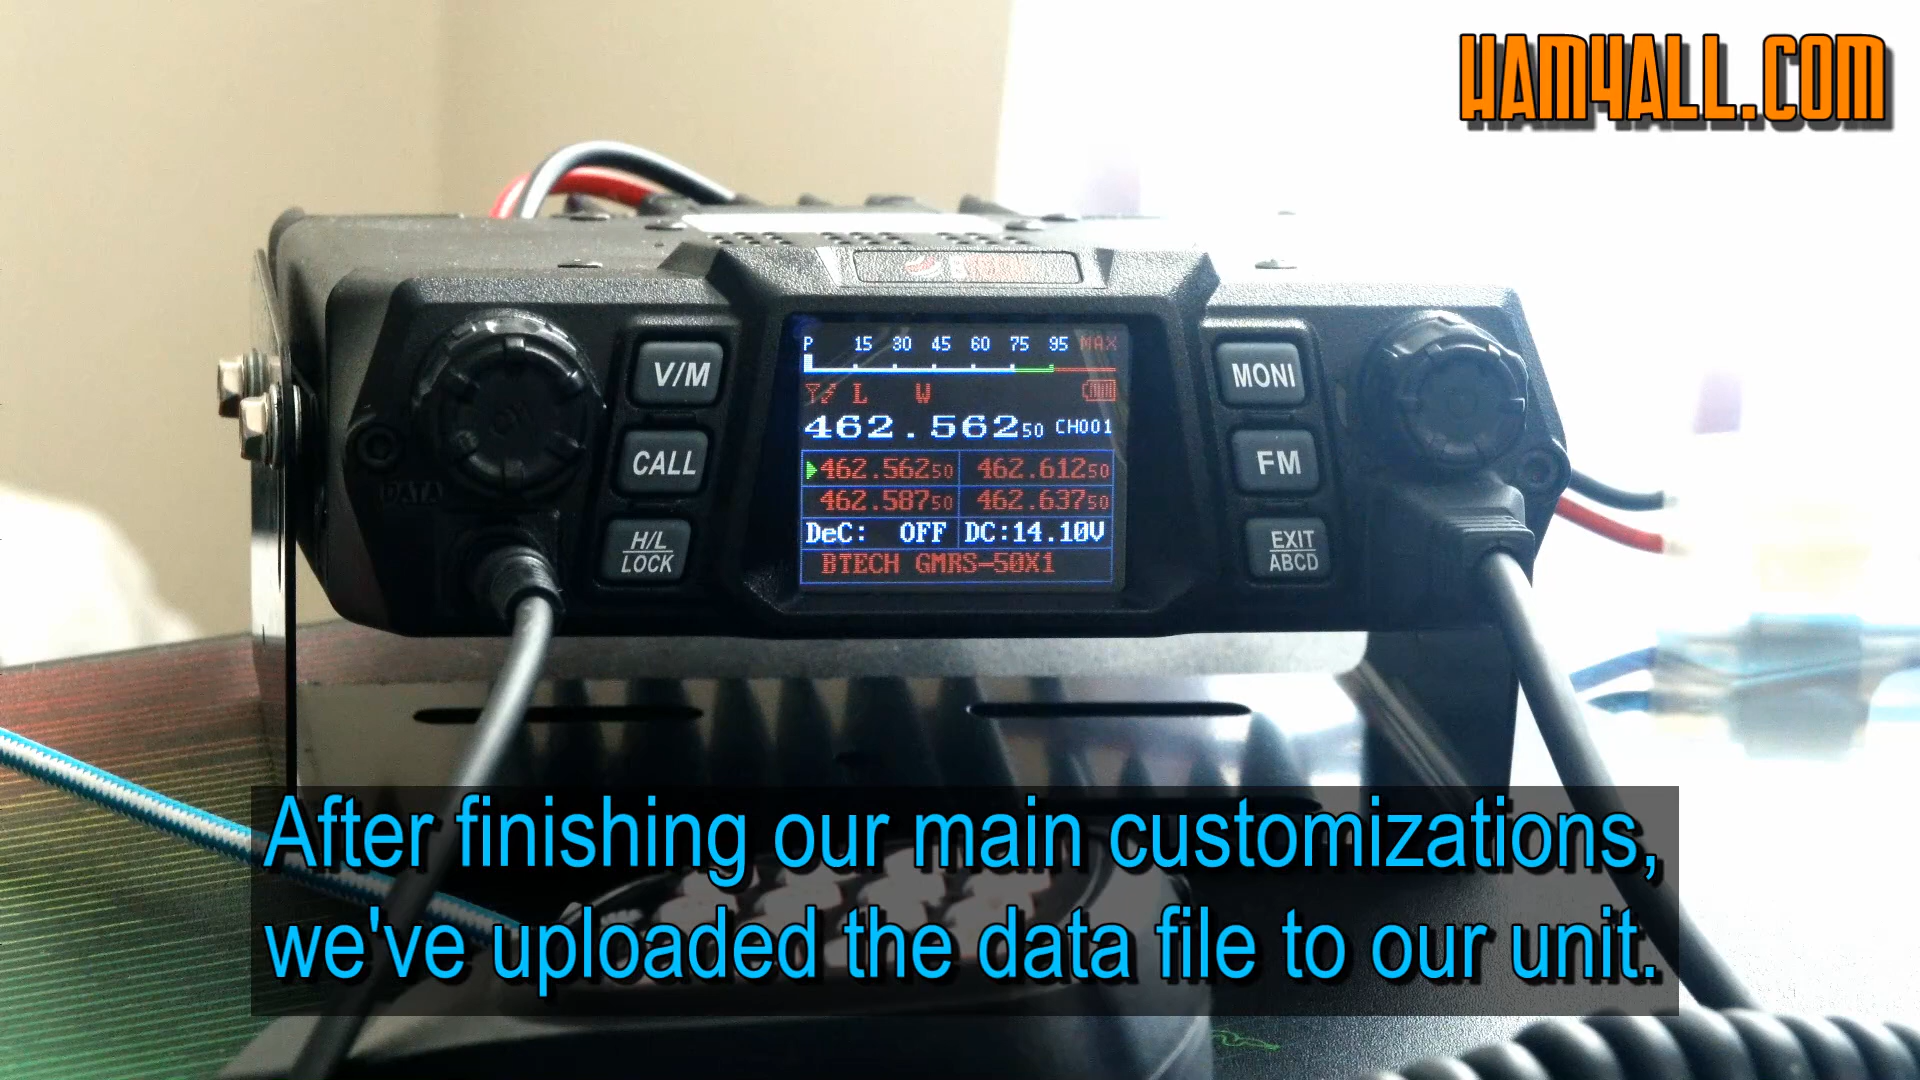 HAM4ALL.COM
P 15 30 45 60 75 95 MAX
L W
462.56250 CH001
462.56250 462.61250
462.58750 462.63750
DeC: OFF DC:14.10V
BTECH GMRS-50X1
V/M
CALL
H/L
LOCK
MONI
FM
EXIT
ABCD
DATA
After finishing our main customizations,
we've uploaded the data file to our unit.